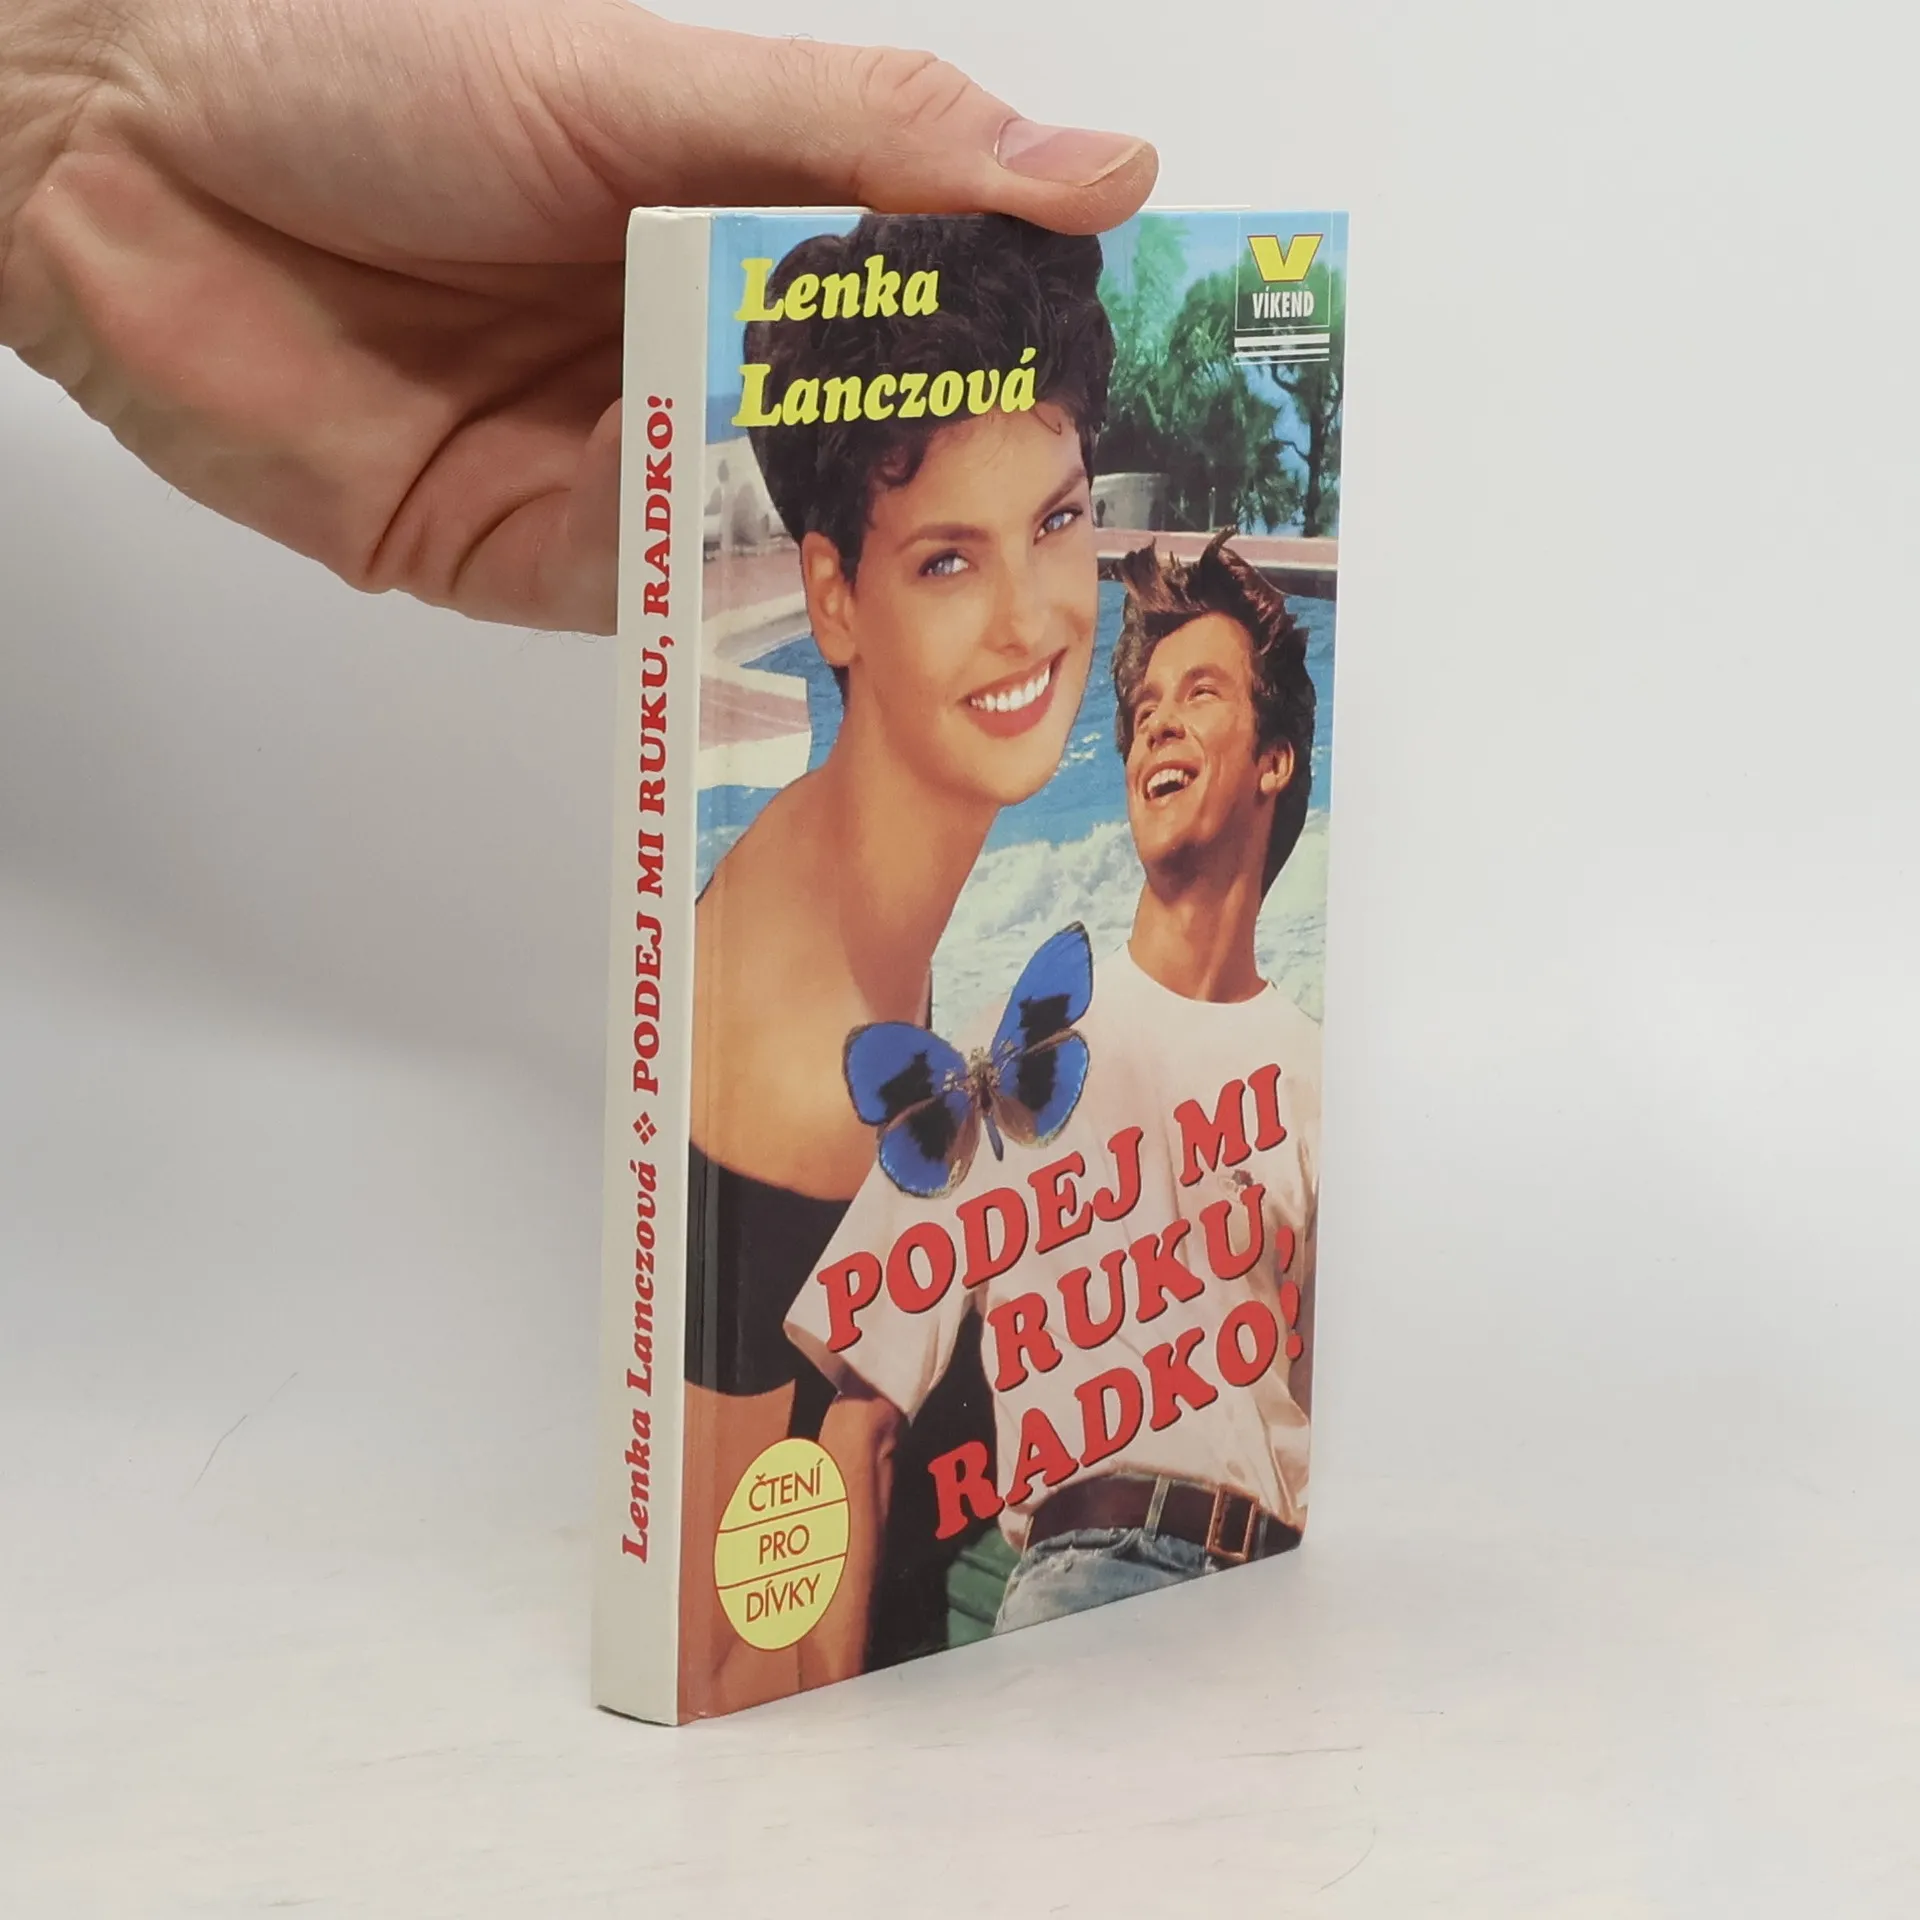 Lenka Lanczová ❖ PODEJ MI RUKU, RADKO!
Lenka
Lanczová
V
VÍKEND
PODEJ MI
RUKU,
RADKO!
ČTENÍ
PRO
DÍVKY